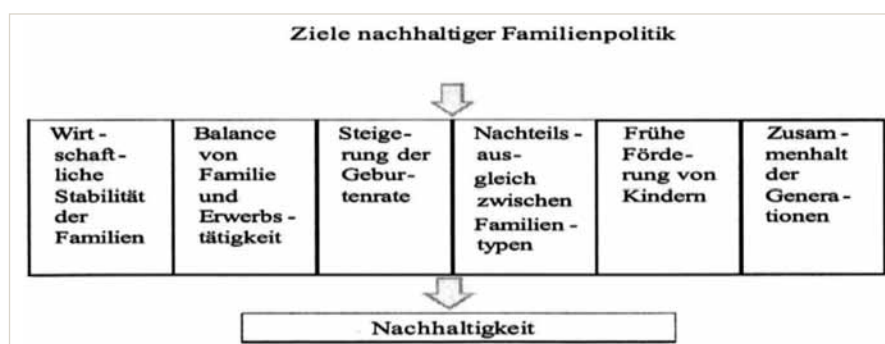 Ziele nachhaltiger Familienpolitik
Wirt -
schaft-
liche
Stabilität
der
Familien
Balance
von
Familie
und
Erwerbs -
tätigkeit
Steige-
rung der
Gebur-
tenrate
Nachteils -
aus-
gleich
zwischen
Familien -
typen
Frühe
Förde-
rung von
Kindern
Zusam-
menhalt
der
Genera-
tionen
Nachhaltigkeit